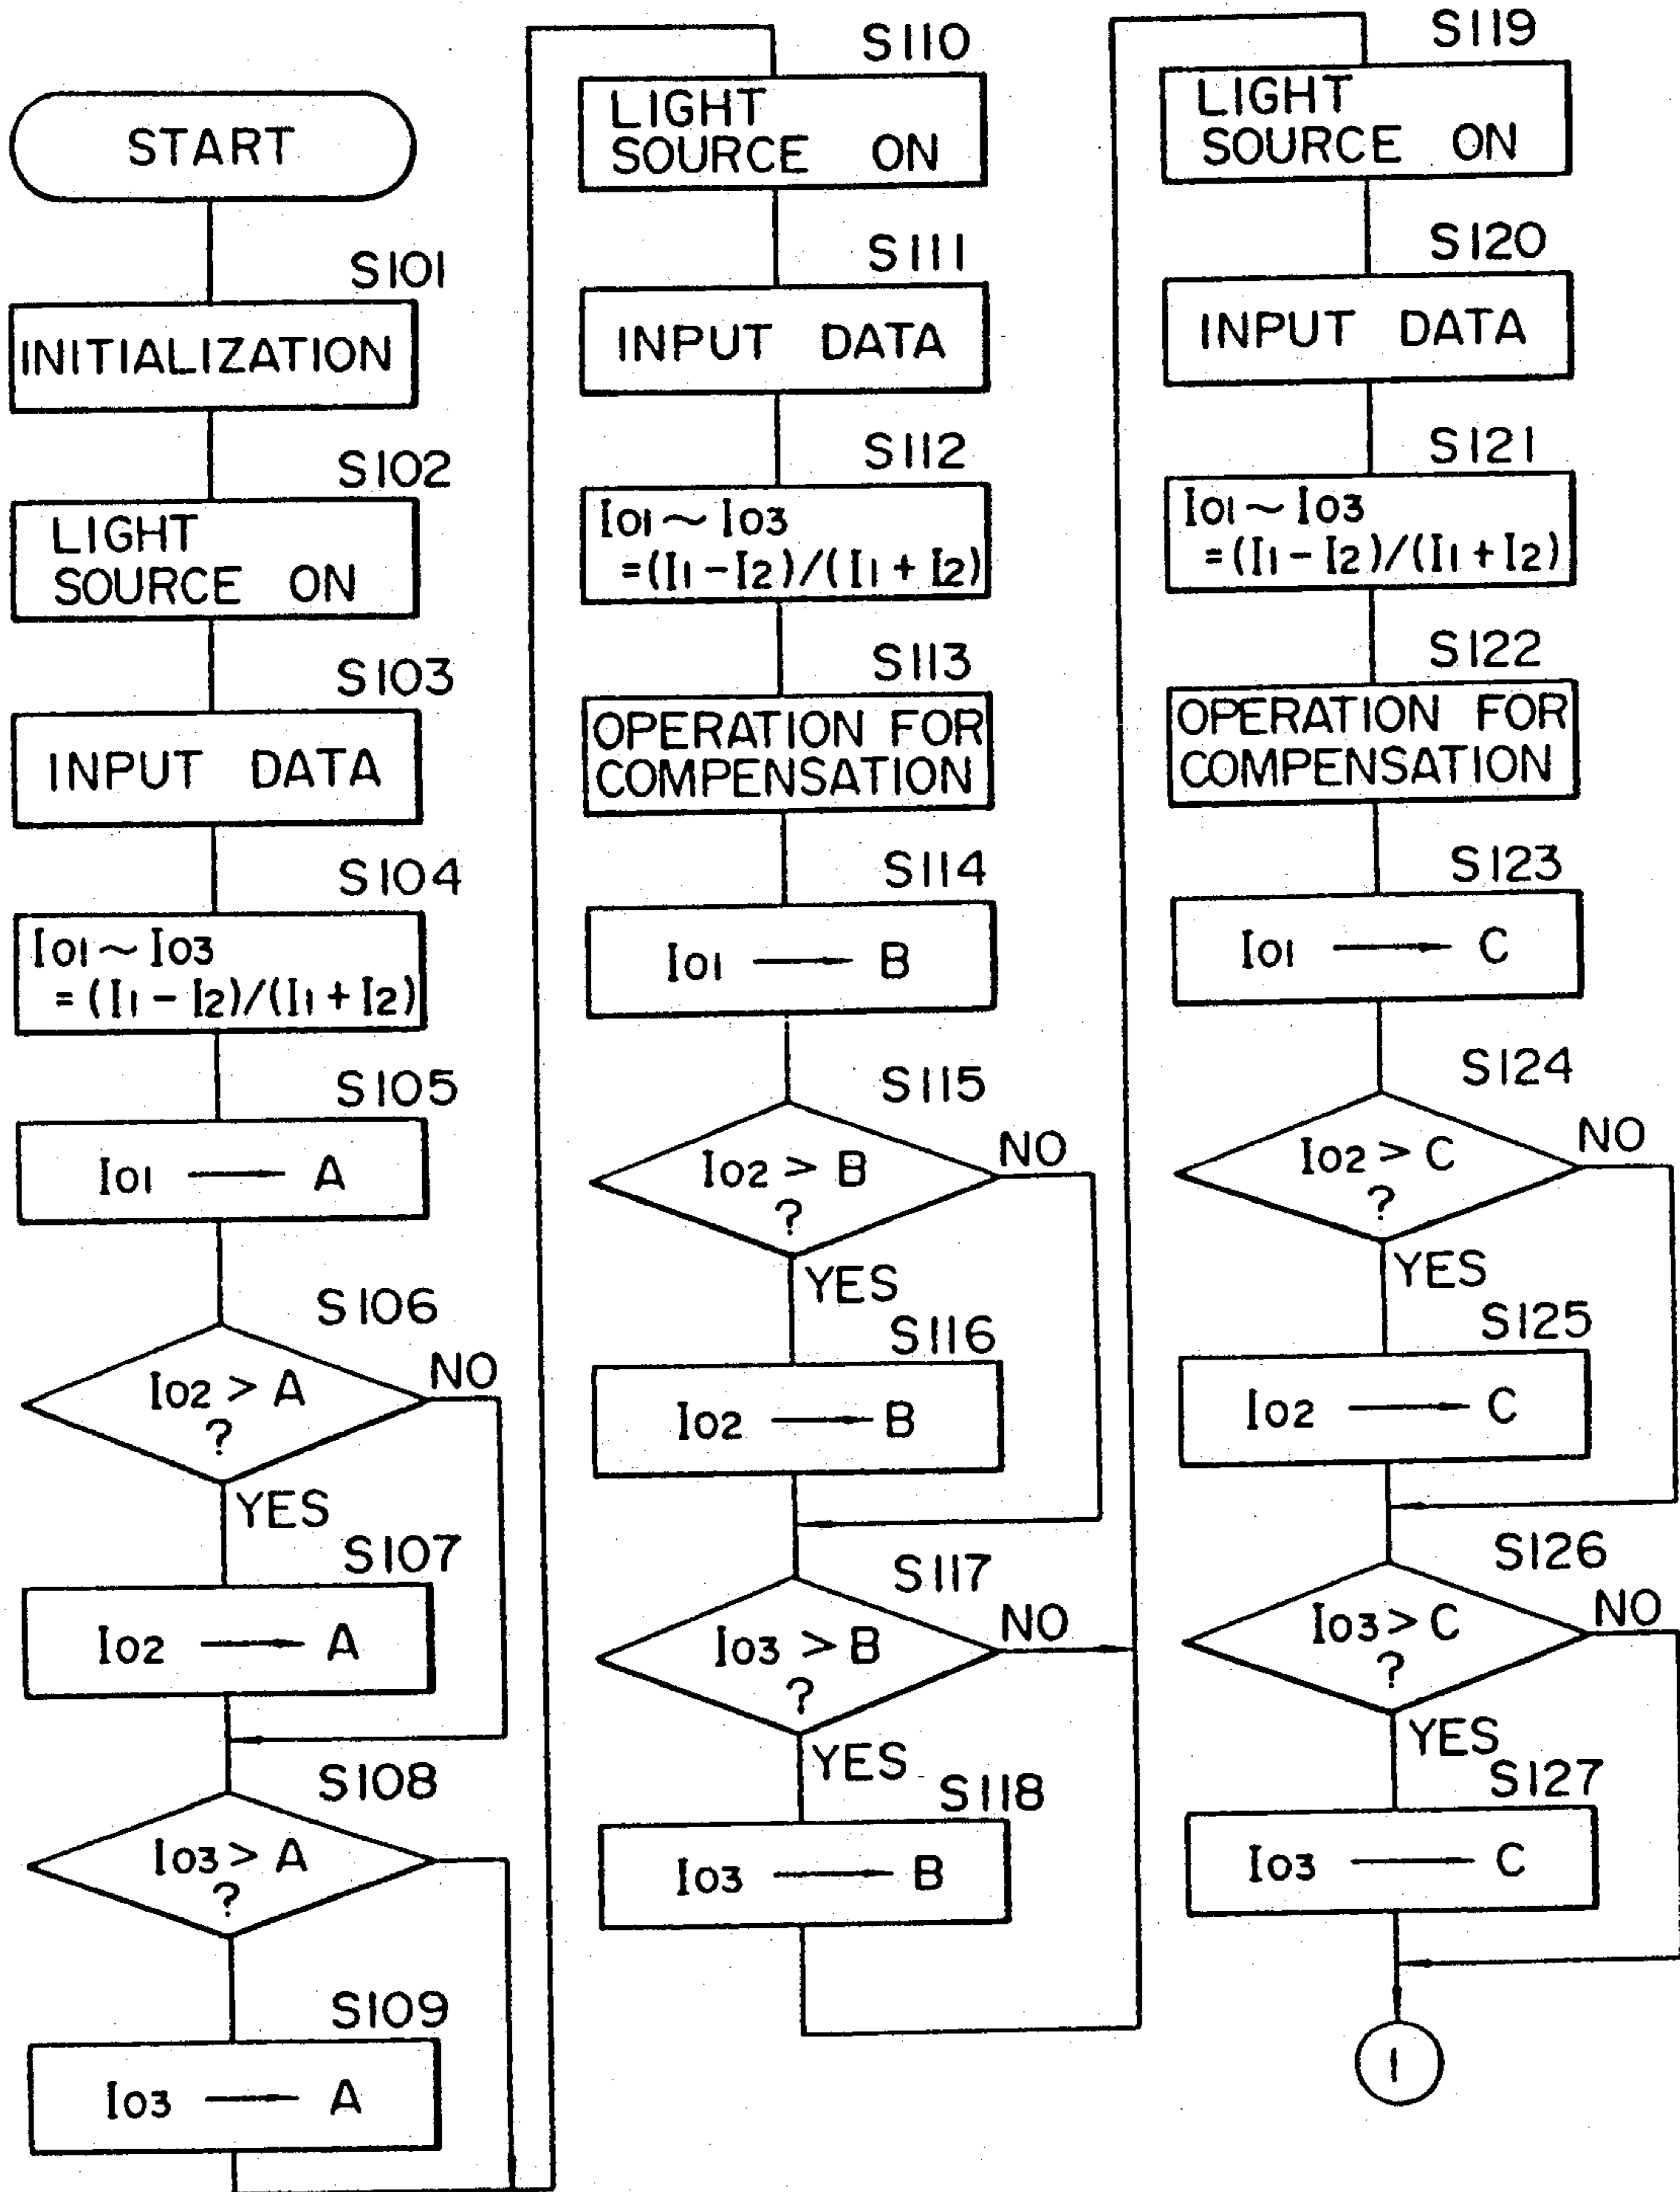 START
S101
INITIALIZATION
S102
LIGHT
SOURCE ON
S103
INPUT DATA
S104
I01 ~ I03
= (I1 - I2)/(I1 + I2)
S105
I01 → A
S106
I02 > A
?
NO
YES
S107
I02 → A
S108
I03 > A
?
S109
I03 → A
S110
LIGHT
SOURCE ON
S111
INPUT DATA
S112
I01 ~ I03
=(I1 - I2)/(I1 + I2)
S113
OPERATION FOR
COMPENSATION
S114
I01 → B
S115
I02 > B
?
NO
YES
S116
I02 → B
S117
I03 > B
?
NO
YES
S118
I03 → B
S119
LIGHT
SOURCE ON
S120
INPUT DATA
S121
I01 ~ I03
=(I1 - I2)/(I1 + I2)
S122
OPERATION FOR
COMPENSATION
S123
I01 → C
S124
I02 > C
?
NO
YES
S125
I02 → C
S126
I03 > C
?
NO
YES
S127
I03 → C
1